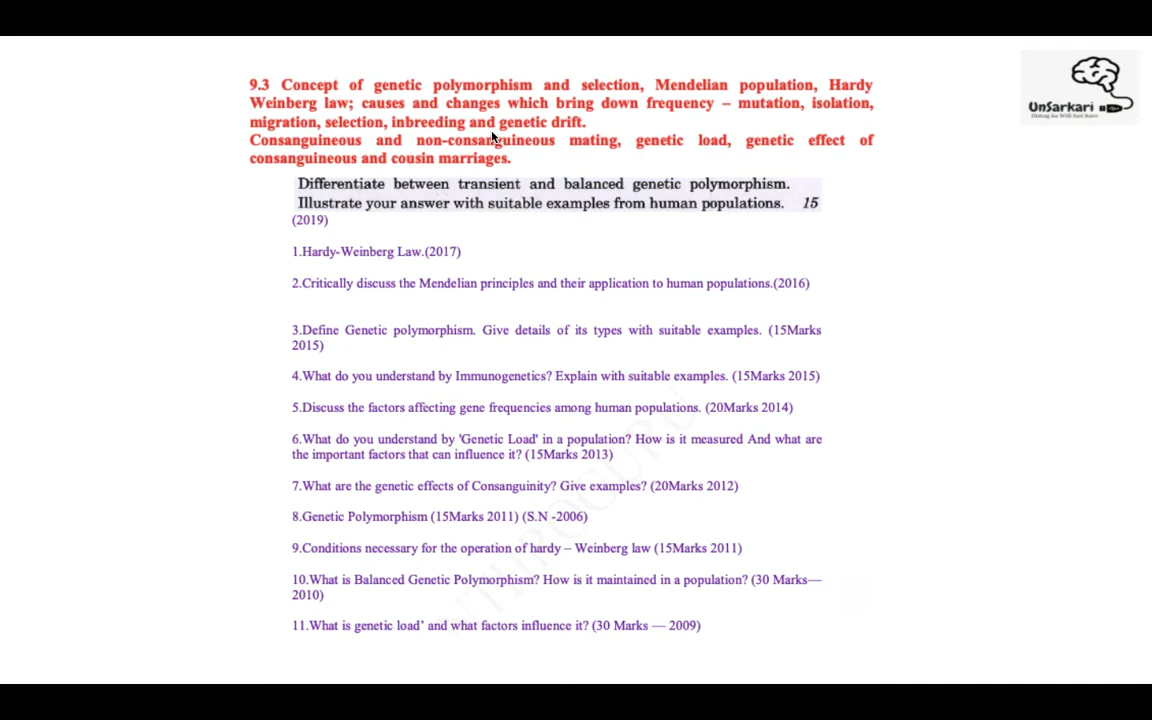 9.3 Concept of genetic polymorphism and selection, Mendelian population, Hardy
Weinberg law; causes and changes which bring down frequency – mutation, isolation,
migration, selection, inbreeding and genetic drift.
Consanguineous and non-consanguineous mating, genetic load, genetic effect of
consanguineous and cousin marriages.
UnSarkari
Dimag ka WiFi Sahi Karo
Differentiate between transient and balanced genetic polymorphism.
Illustrate your answer with suitable examples from human populations. 15
(2019)
1.Hardy-Weinberg Law.(2017)
2.Critically discuss the Mendelian principles and their application to human populations.(2016)
3.Define Genetic polymorphism. Give details of its types with suitable examples. (15Marks
2015)
4.What do you understand by Immunogenetics? Explain with suitable examples. (15Marks 2015)
5.Discuss the factors affecting gene frequencies among human populations. (20Marks 2014)
6.What do you understand by 'Genetic Load' in a population? How is it measured And what are
the important factors that can influence it? (15Marks 2013)
7.What are the genetic effects of Consanguinity? Give examples? (20Marks 2012)
8.Genetic Polymorphism (15Marks 2011) (S.N -2006)
9.Conditions necessary for the operation of hardy – Weinberg law (15Marks 2011)
10.What is Balanced Genetic Polymorphism? How is it maintained in a population? (30 Marks—
2010)
11.What is genetic load’ and what factors influence it? (30 Marks — 2009)